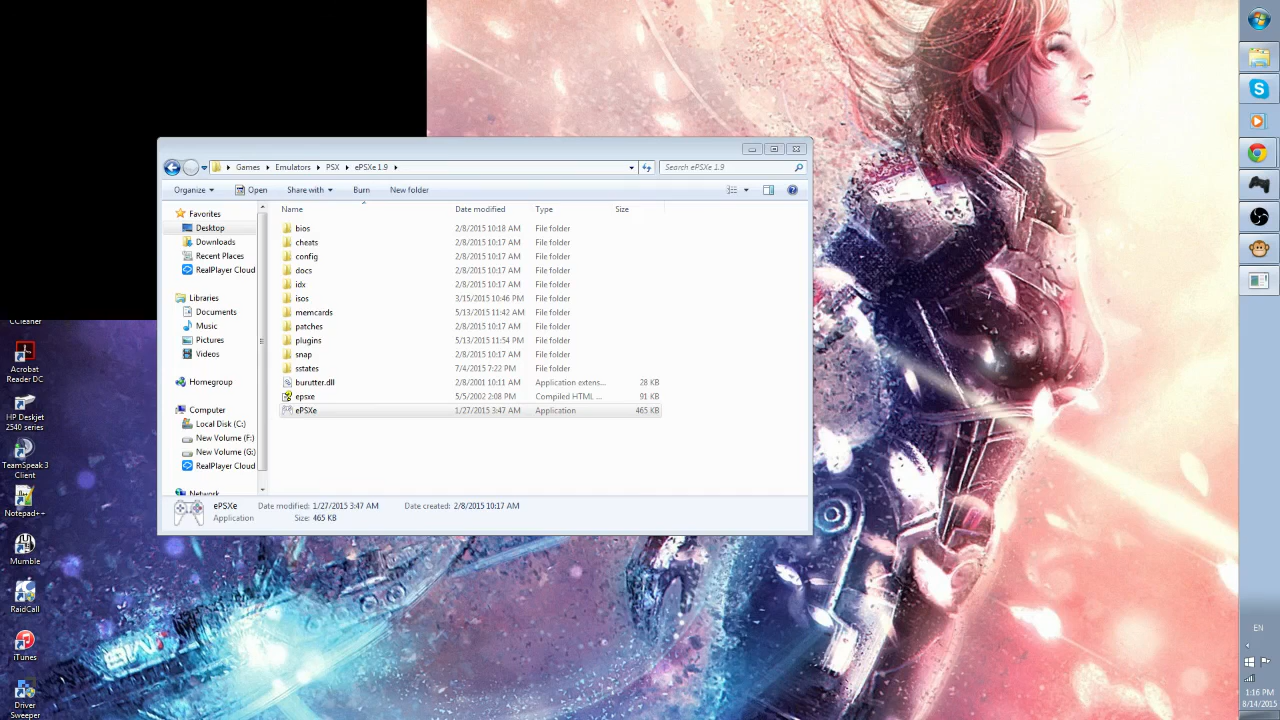 Games ▸ Emulators ▸ PSX ▸ ePSXe 1.9 ▸
Search ePSXe 1.9
Organize Open Share with Burn New folder
Name Date modified Type Size
Favorites
Desktop
Downloads
Recent Places
RealPlayer Cloud
Libraries
Documents
Music
Pictures
Videos
Homegroup
Computer
Local Disk (C:)
New Volume (F:)
New Volume (G:)
RealPlayer Cloud
Network
bios 2/8/2015 10:18 AM File folder
cheats 2/8/2015 10:17 AM File folder
config 2/8/2015 10:17 AM File folder
docs 2/8/2015 10:17 AM File folder
idx 2/8/2015 10:17 AM File folder
isos 3/15/2015 10:46 PM File folder
memcards 5/13/2015 11:42 AM File folder
patches 2/8/2015 10:17 AM File folder
plugins 5/13/2015 11:54 PM File folder
snap 2/8/2015 10:17 AM File folder
sstates 7/4/2015 7:22 PM File folder
burutter.dll 2/8/2001 10:11 AM Application extens... 28 KB
epsxe 5/5/2002 2:08 PM Compiled HTML ... 91 KB
ePSXe 1/27/2015 3:47 AM Application 465 KB
ePSXe Date modified: 1/27/2015 3:47 AM Date created: 2/8/2015 10:17 AM
Application Size: 465 KB
CCleaner
Acrobat
Reader DC
HP Deskjet
2540 series
TeamSpeak 3
Client
Notepad++
Mumble
RaidCall
iTunes
Driver
Sweeper
EN
1:16 PM
8/14/2015